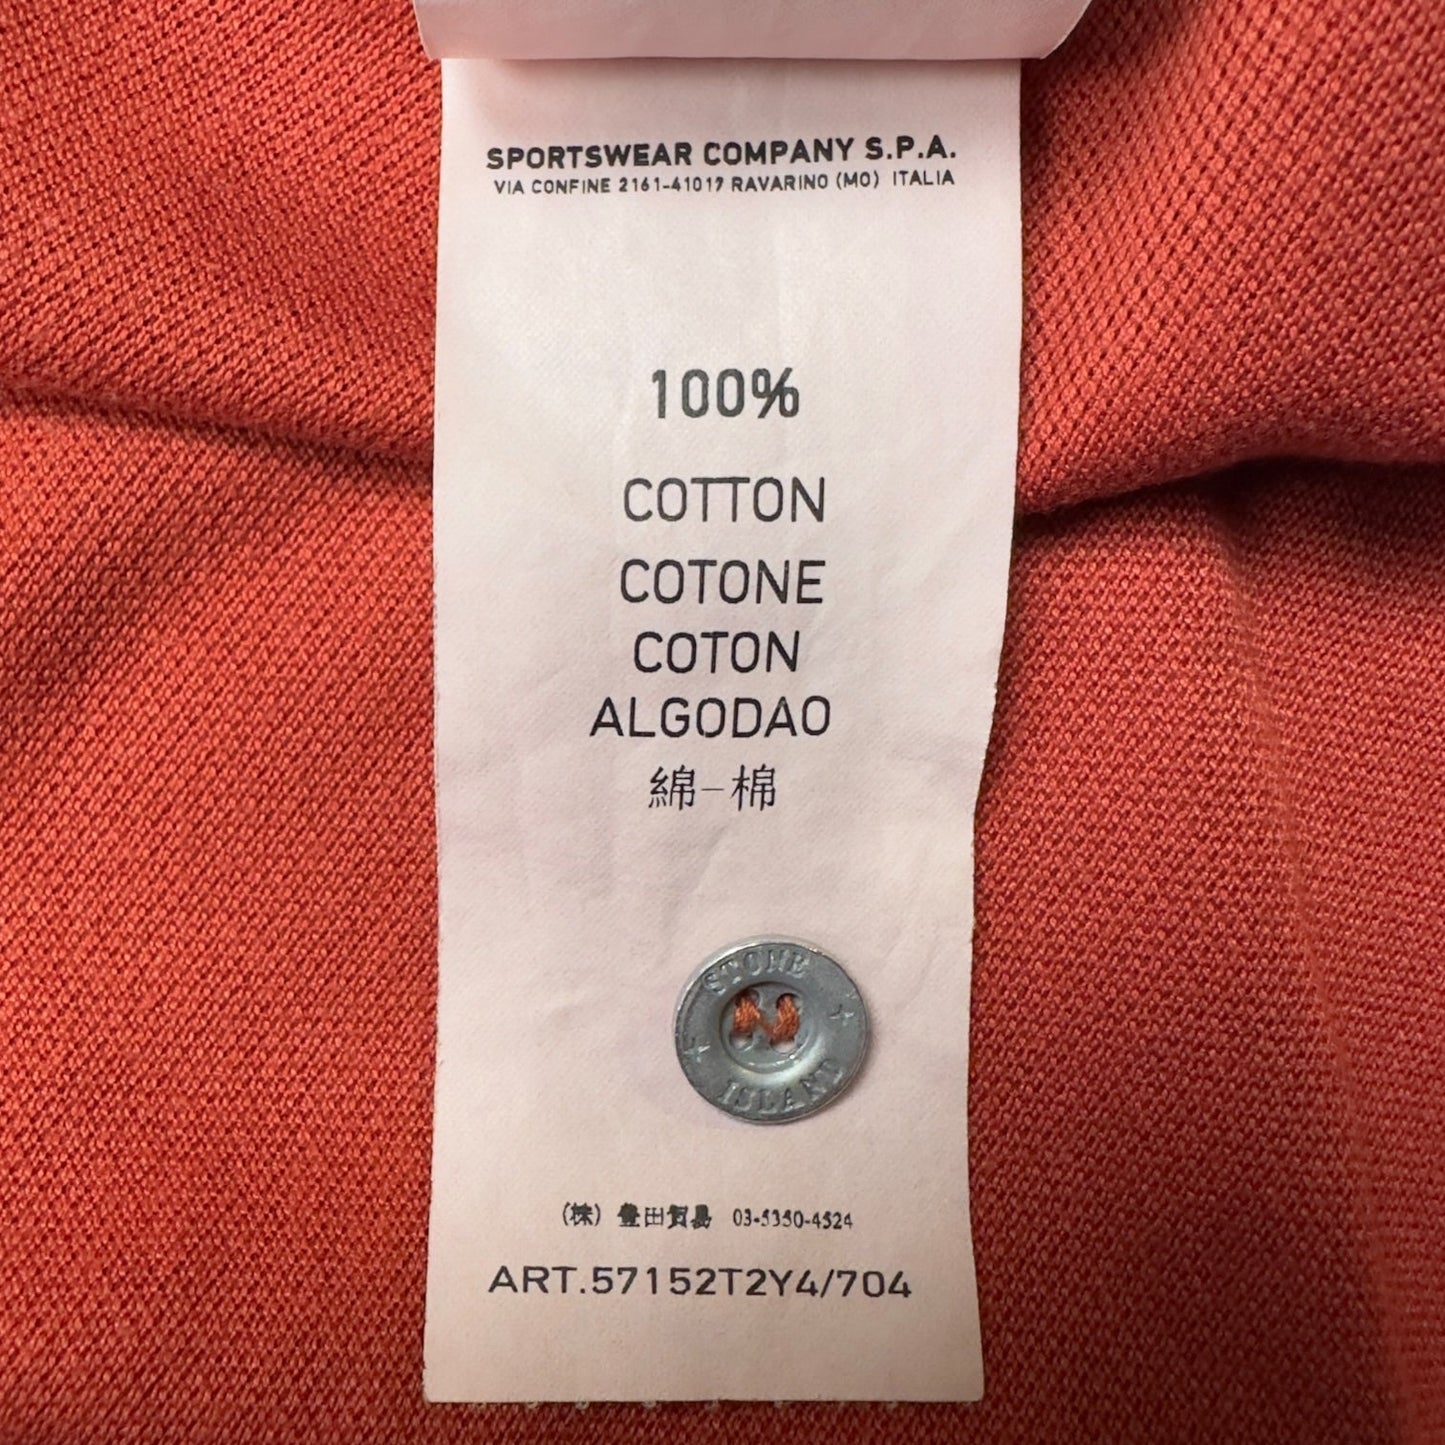 SPORTSWEAR COMPANY S.P.A.
VIA CONFINE 2161-41017 RAVARINO (MO) ITALIA
100%
COTTON
COTONE
COTON
ALGODAO
綿-棉
STONE
ISLAND
(株) 豊田貿易 03-5350-4524
ART.57152T2Y4/704